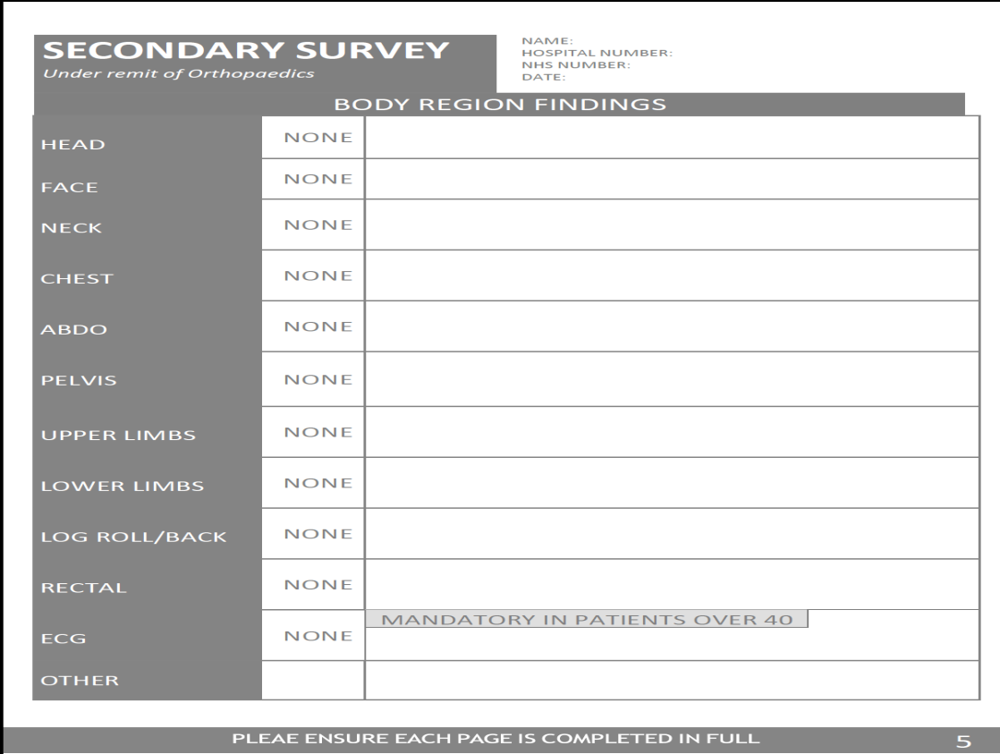 SECONDARY SURVEY
Under remit of Orthopaedics
NAME:
HOSPITAL NUMBER:
NHS NUMBER:
DATE:
BODY REGION FINDINGS
HEAD NONE
FACE NONE
NECK NONE
CHEST NONE
ABDO NONE
PELVIS NONE
UPPER LIMBS NONE
LOWER LIMBS NONE
LOG ROLL/BACK NONE
RECTAL NONE
MANDATORY IN PATIENTS OVER 40
ECG NONE
OTHER
PLEAE ENSURE EACH PAGE IS COMPLETED IN FULL 5